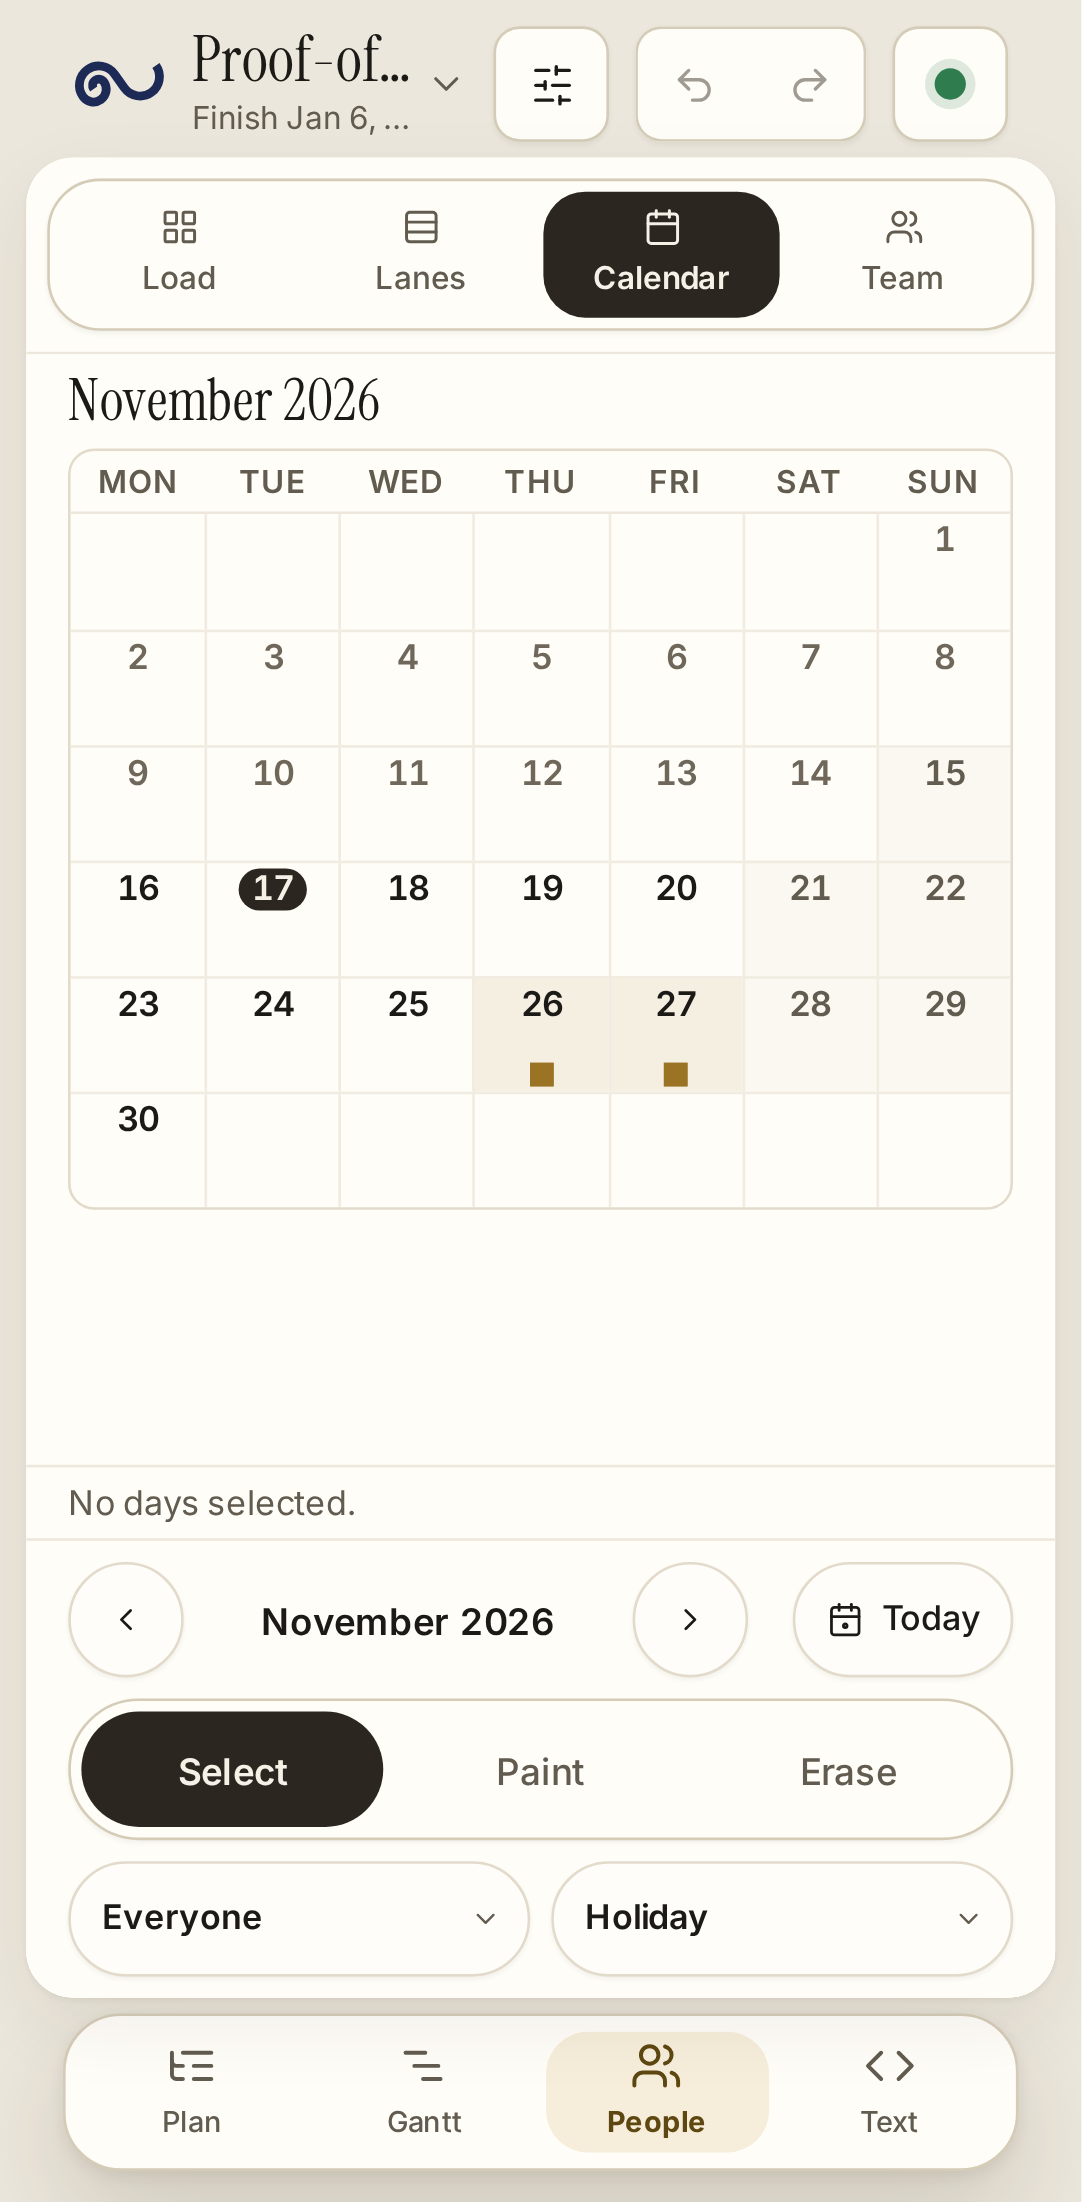 Proof-of...
Finish Jan 6, ...
Load Lanes Calendar Team
November 2026
MON TUE WED THU FRI SAT SUN
1
2 3 4 5 6 7 8
9 10 11 12 13 14 15
16 17 18 19 20 21 22
23 24 25 26 27 28 29
30
No days selected.
November 2026 Today
Select Paint Erase
Everyone Holiday
Plan Gantt People Text